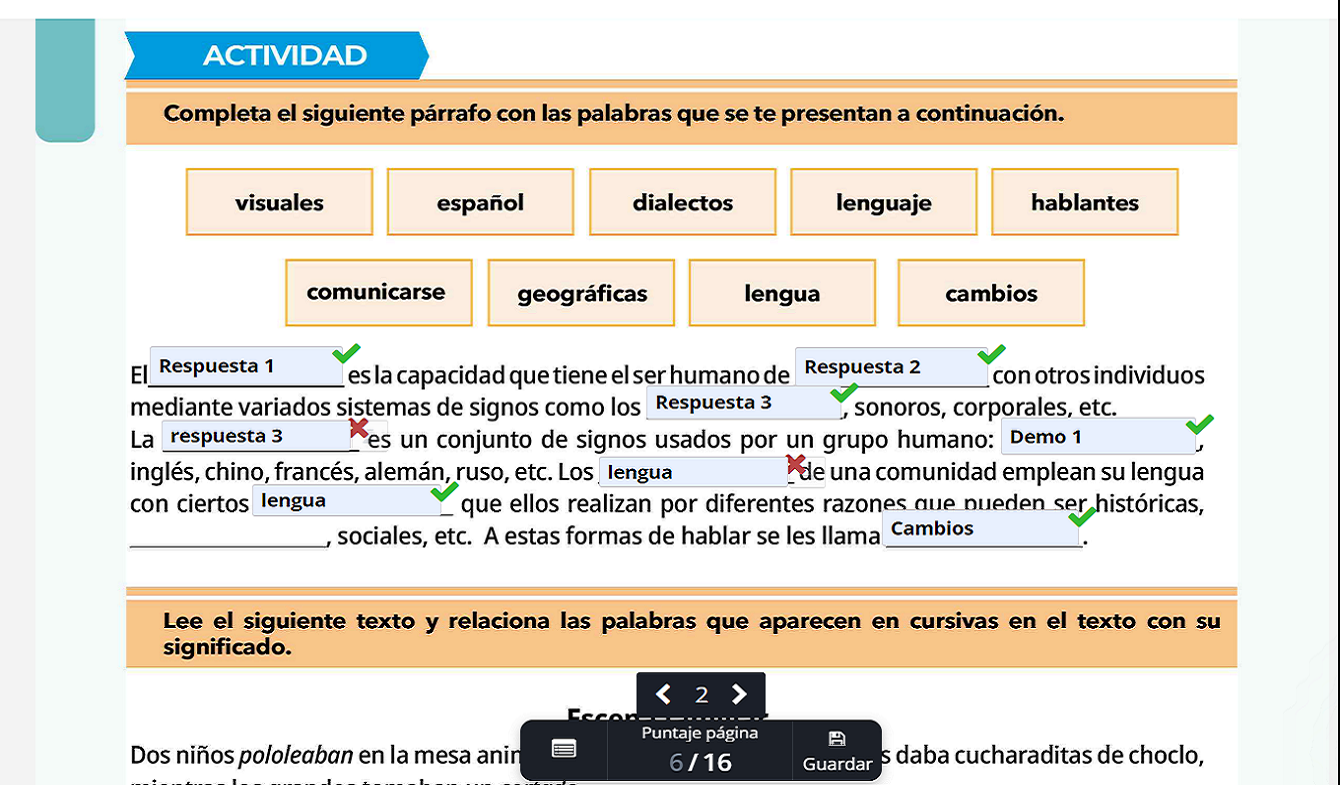 ACTIVIDAD
Completa el siguiente párrafo con las palabras que se te presentan a continuación.
visuales español dialectos lenguaje hablantes
comunicarse geográficas lengua cambios
El Respuesta 1 es la capacidad que tiene el ser humano de Respuesta 2 con otros individuos
mediante variados sistemas de signos como los Respuesta 3, sonoros, corporales, etc.
La respuesta 3 es un conjunto de signos usados por un grupo humano: Demo 1,
inglés, chino, francés, alemán, ruso, etc. Los lengua de una comunidad emplean su lengua
con ciertos lengua que ellos realizan por diferentes razones que pueden ser históricas,
____________________, sociales, etc. A estas formas de hablar se les llama Cambios.
Lee el siguiente texto y relaciona las palabras que aparecen en cursivas en el texto con su
significado.
2
Puntaje página
6 / 16
Guardar
Dos niños pololeaban en la mesa s daba cucharaditas de choclo,